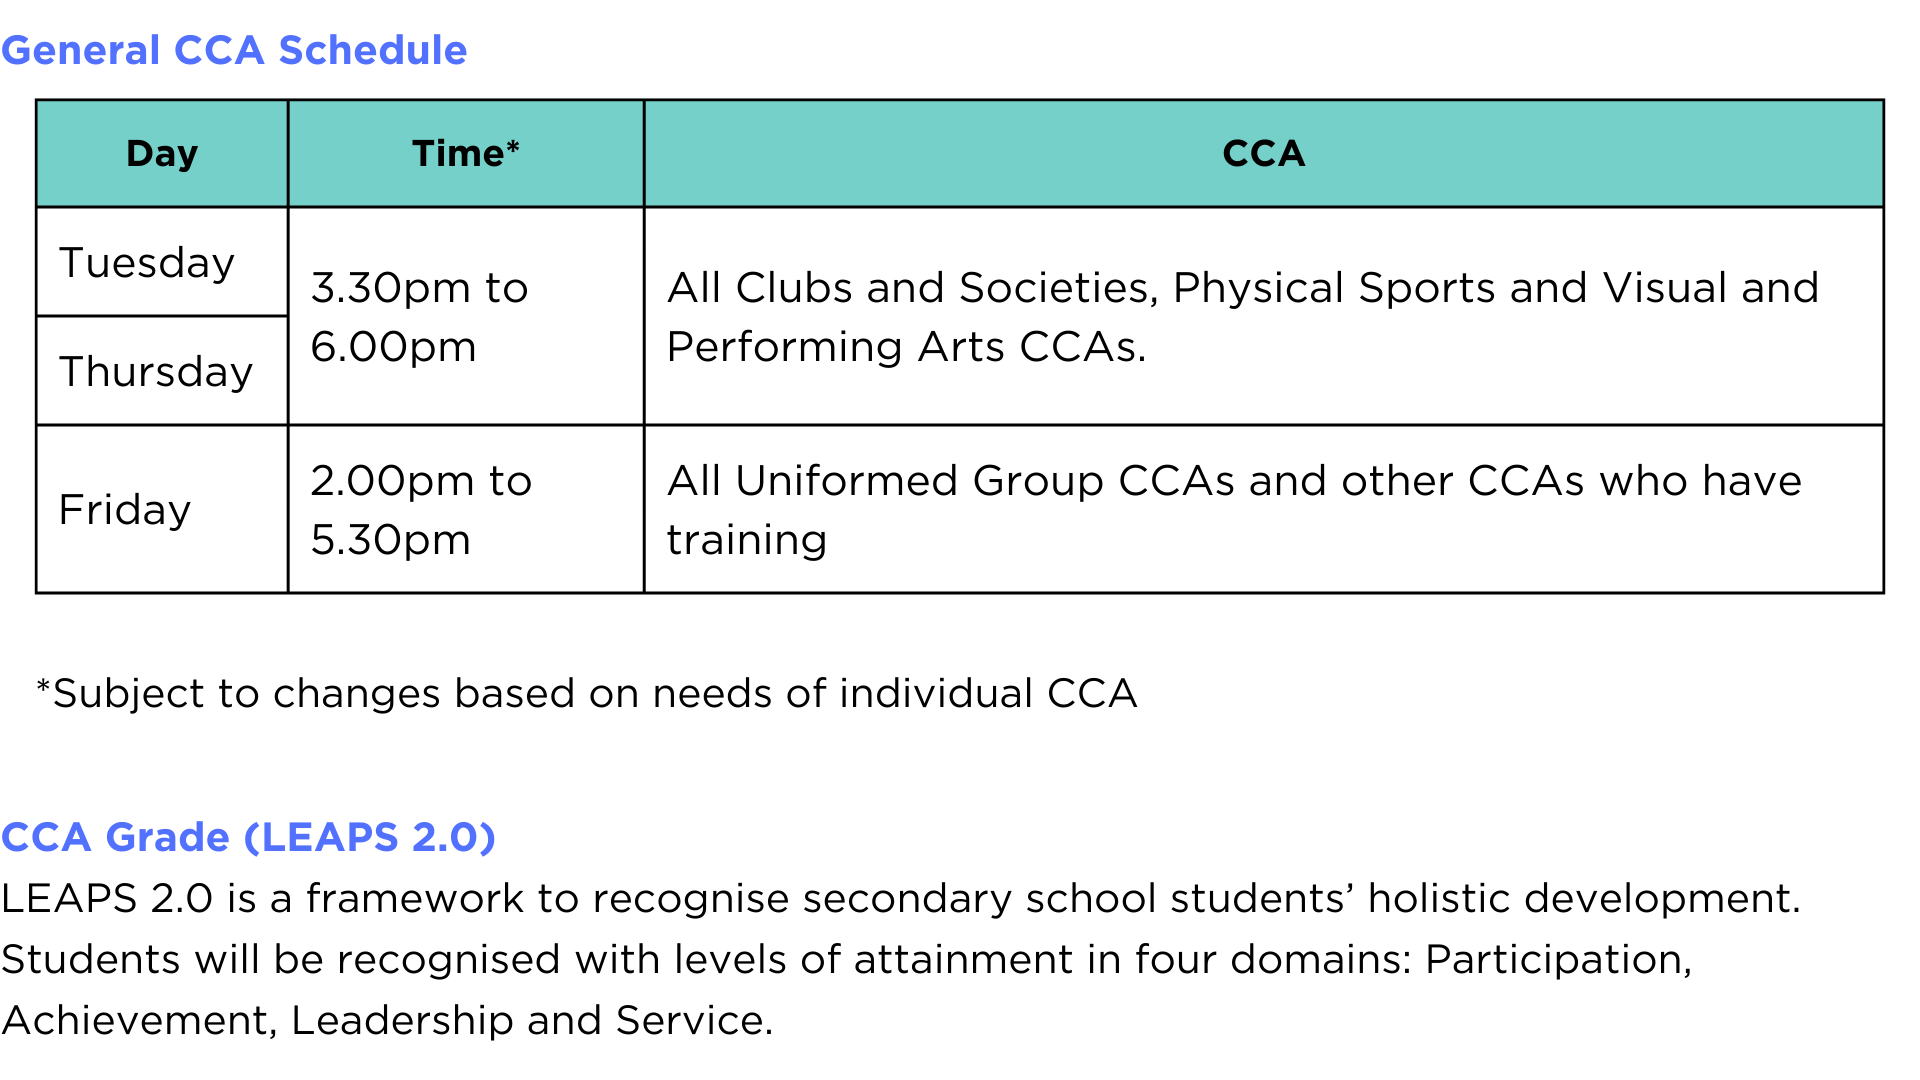 General CCA Schedule
Day
Time*
CCA
Tuesday
Thursday
3.30pm to
6.00pm
All Clubs and Societies, Physical Sports and Visual and
Performing Arts CCAs.
Friday
2.00pm to
5.30pm
All Uniformed Group CCAs and other CCAs who have
training
*Subject to changes based on needs of individual CCA
CCA Grade (LEAPS 2.0)
LEAPS 2.0 is a framework to recognise secondary school students’ holistic development.
Students will be recognised with levels of attainment in four domains: Participation,
Achievement, Leadership and Service.